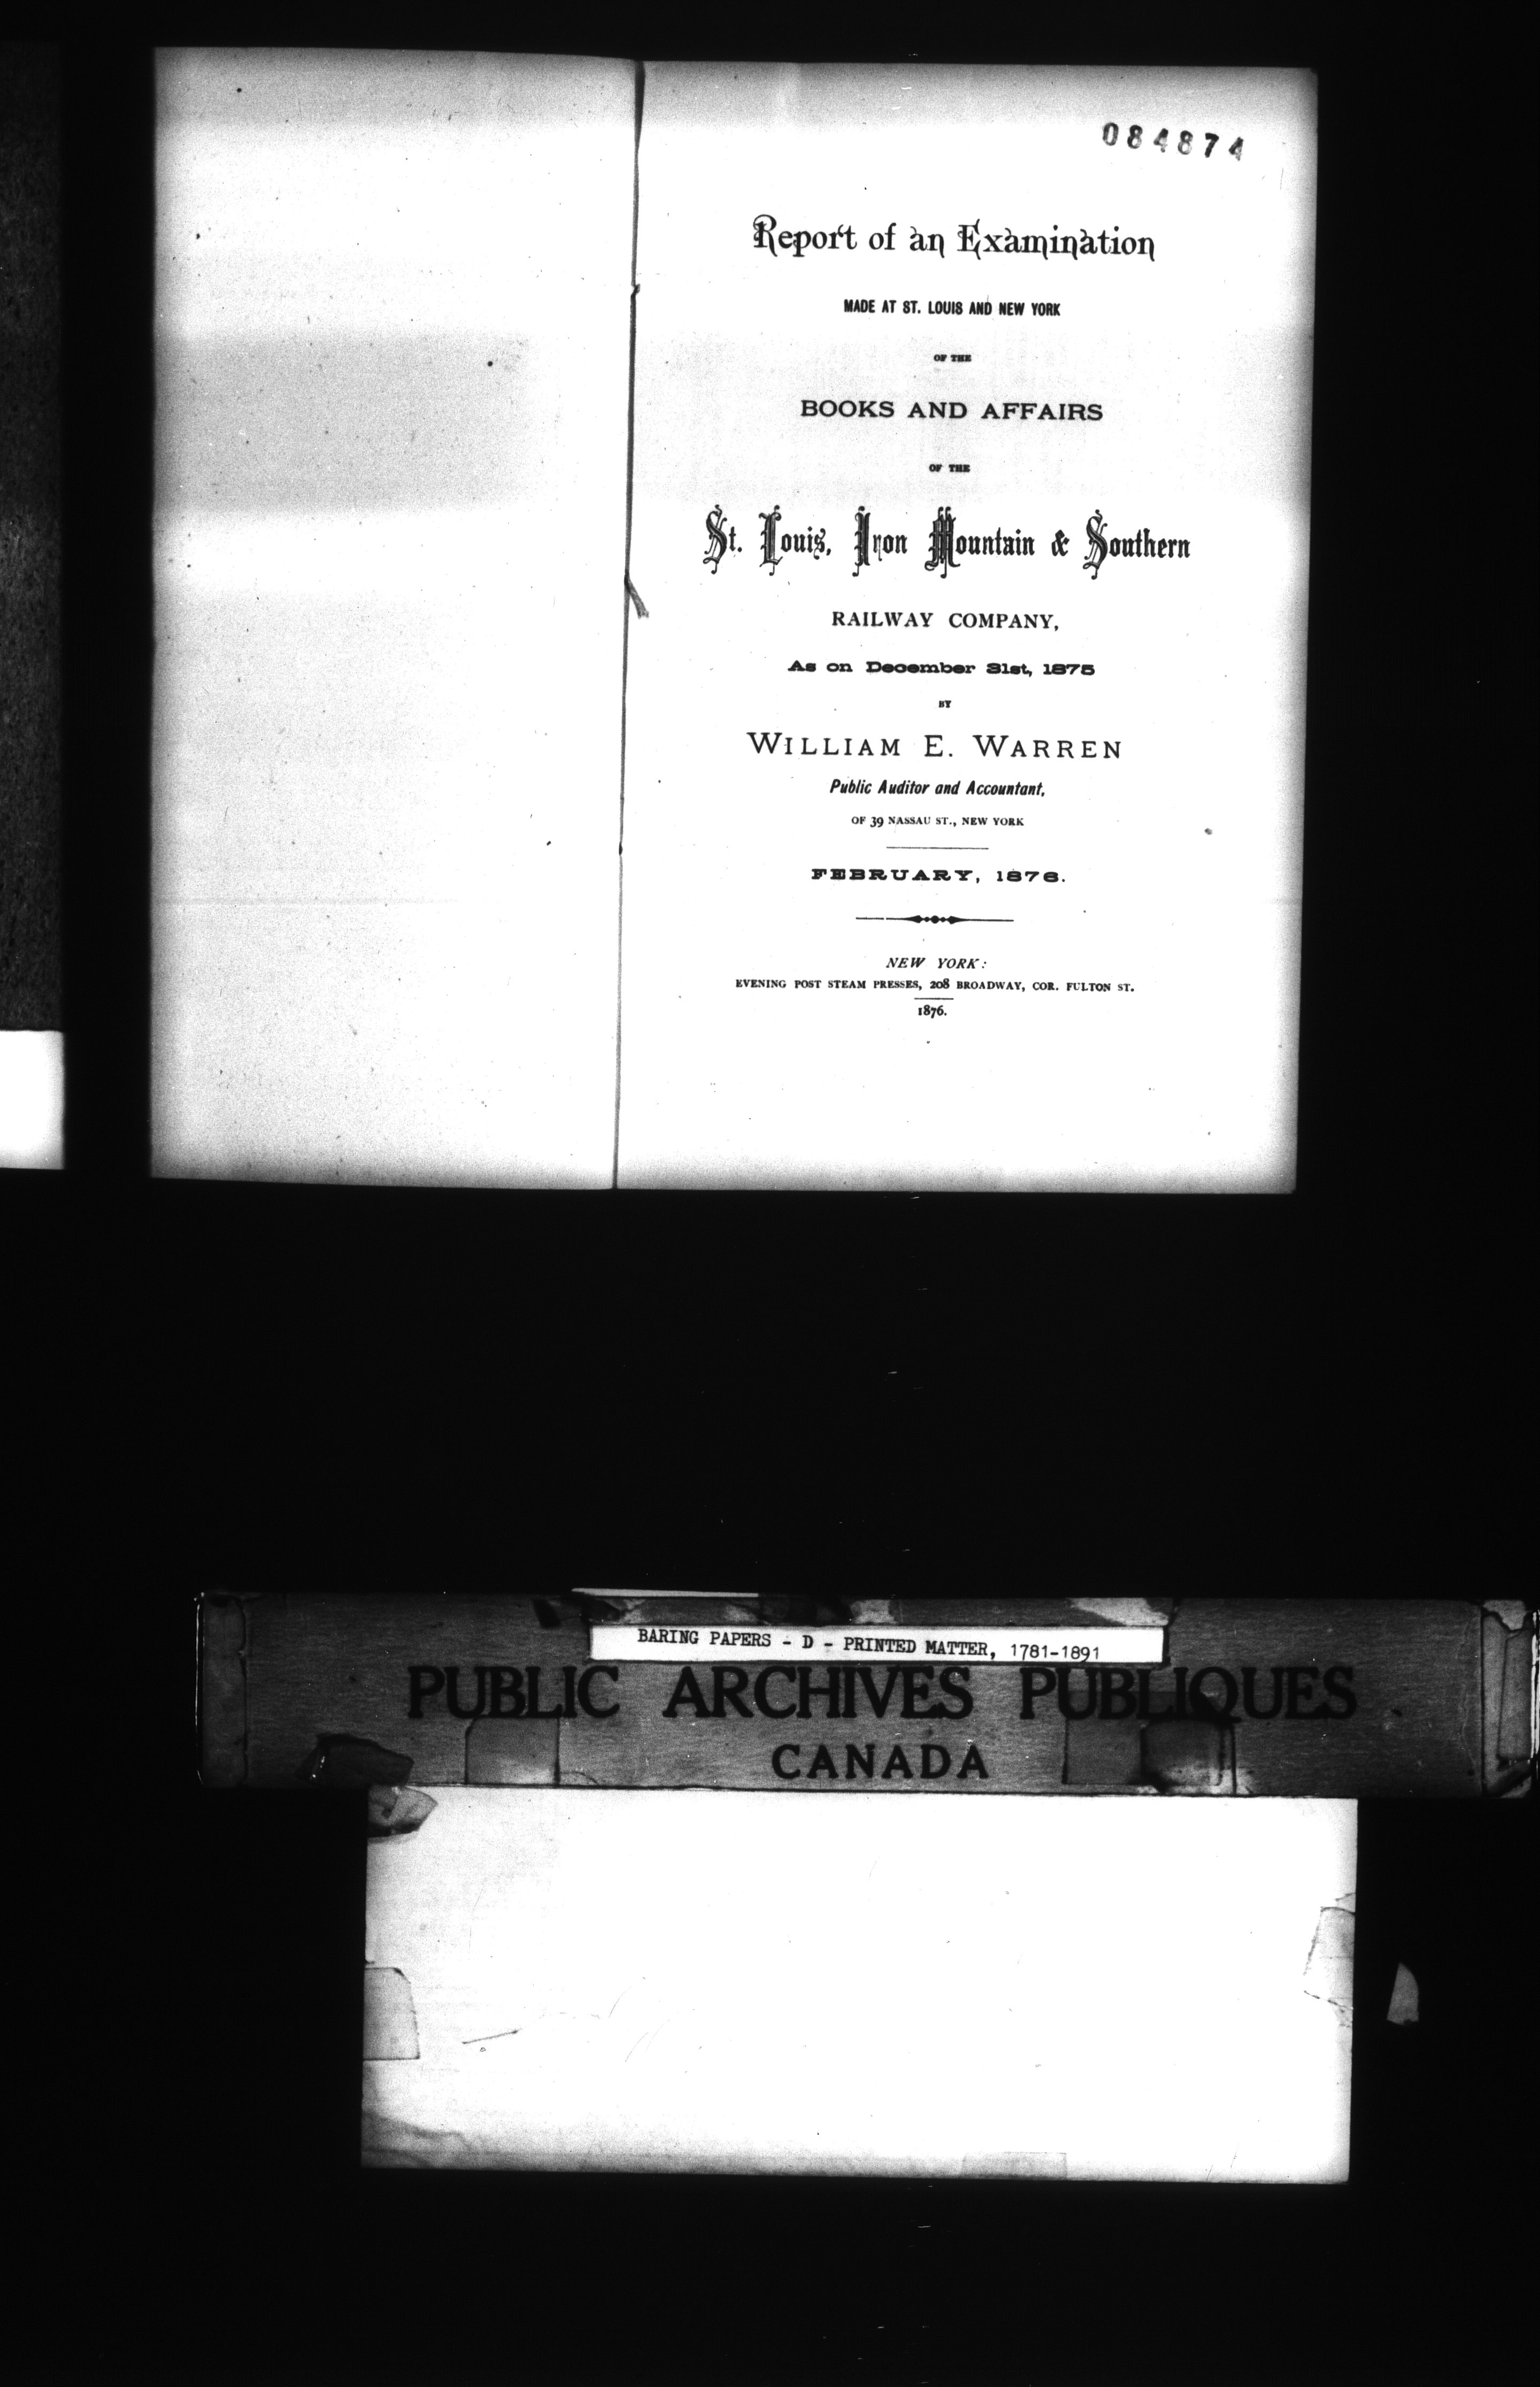 084874
Report of an Examination
MADE AT ST. LOUIS AND NEW YORK
OF THE
BOOKS AND AFFAIRS
OF THE
St. Louis, Iron Mountain & Southern
RAILWAY COMPANY,
As on December 31st, 1875
BY
WILLIAM E. WARREN
Public Auditor and Accountant,
OF 39 NASSAU ST., NEW YORK
FEBRUARY, 1876.
NEW YORK:
EVENING POST STEAM PRESSES, 208 BROADWAY, COR. FULTON ST.
1876.
BARING PAPERS - D - PRINTED MATTER, 1781-1891
PUBLIC ARCHIVES PUBLIQUES
CANADA